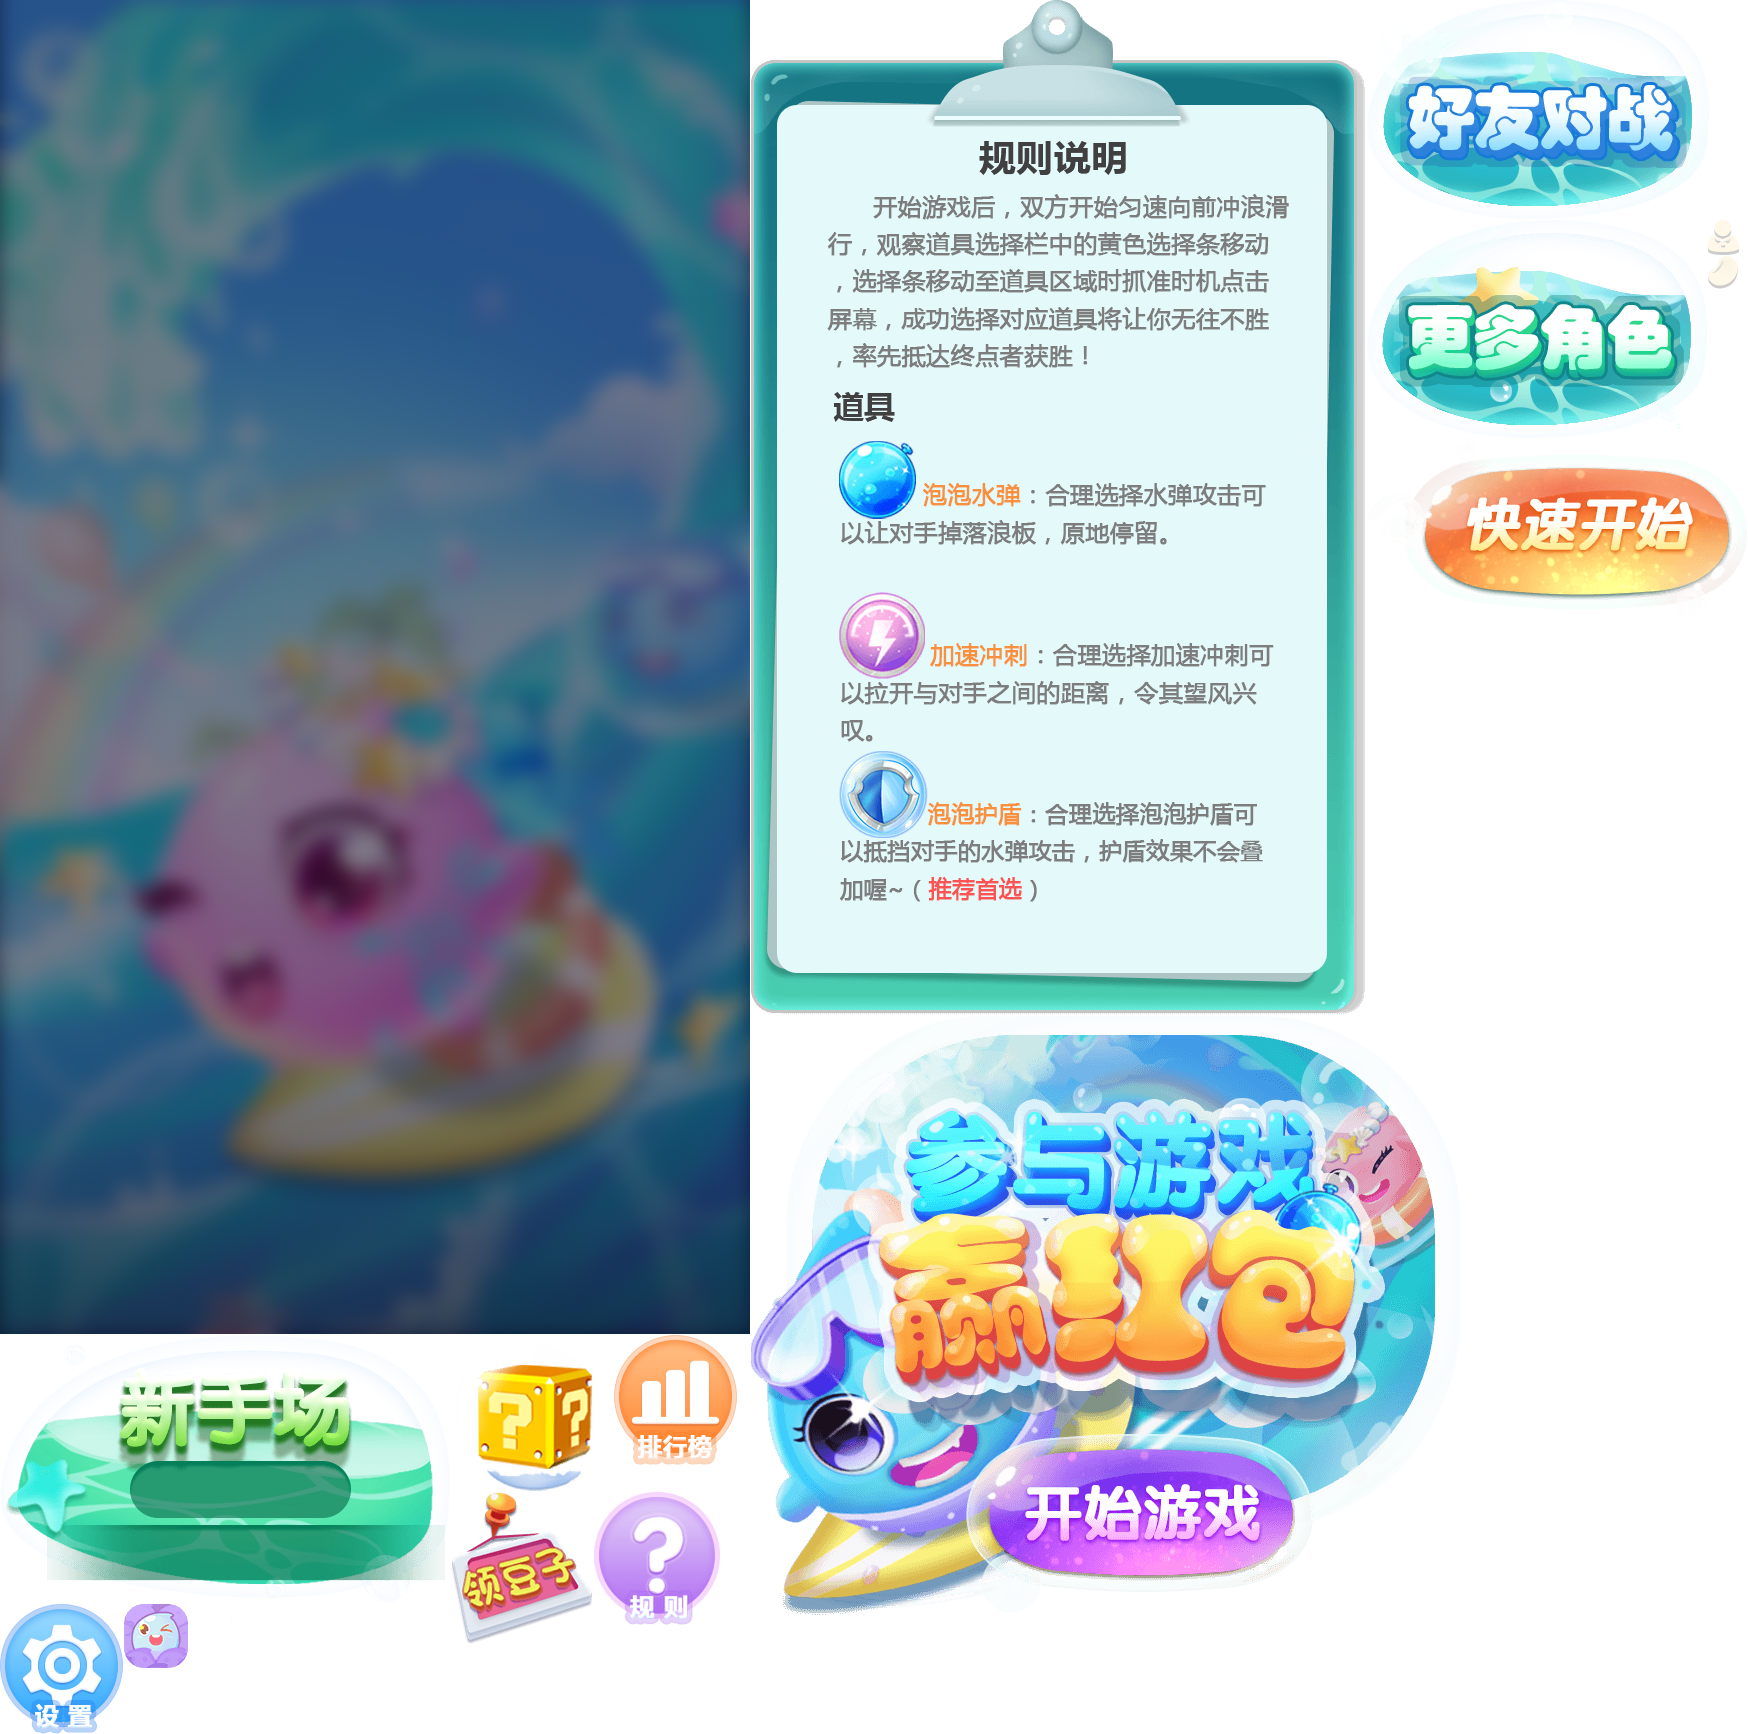 规则说明
开始游戏后，双方开始匀速向前冲浪滑
行，观察道具选择栏中的黄色选择条移动
，选择条移动至道具区域时抓准时机点击
屏幕，成功选择对应道具将让你无往不胜
，率先抵达终点者获胜！
道具
泡泡水弹：合理选择水弹攻击可
以让对手掉落浪板，原地停留。
加速冲刺：合理选择加速冲刺可
以拉开与对手之间的距离，令其望风兴
叹。
泡泡护盾：合理选择泡泡护盾可
以抵挡对手的水弹攻击，护盾效果不会叠
加喔~（推荐首选）
好友对战
更多角色
快速开始
参与游戏
赢红包
开始游戏
新手场
排行榜
领豆子
规则
设置